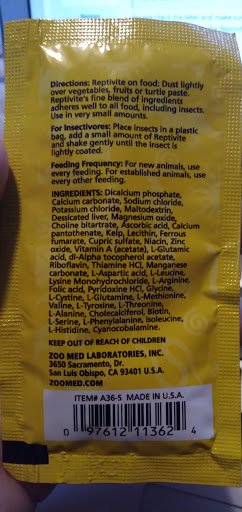 Directions: Reptivite on food: Dust lightly
over vegetables, fruits or turtle paste.
Reptivite's fine blend of ingredients
adheres well to all food, including insects.
Use in very small amounts.
For Insectivores: Place insects in a plastic
bag, add a small amount of Reptivite
and shake gently until the insect is
lightly coated.
Feeding Frequency: For new animals, use
every feeding. For established animals, use
every other feeding.
INGREDIENTS: Dicalcium phosphate,
Calcium carbonate, Sodium chloride,
Potassium chloride, Maltodextrin,
Dessicated liver, Magnesium oxide,
Choline bitartrate, Ascorbic acid, Calcium
pantothenate, Kelp, Lecithin, Ferrous
fumarate, Cupric sulfate, Niacin, Zinc
oxide, Vitamin A (acetate), L-Glutamic
acid, dl-Alpha tocopherol acetate,
Riboflavin, Thiamine HCl, Manganese
carbonate, L-Aspartic acid, L-Leucine,
Lysine Monohydrochloride, L-Arginine,
Folic acid, Pyridoxine HCl, Glycine,
L-Cystine, L-Glutamine, L-Methionine,
Valine, L-Tyrosine, L-Threonine,
L-Alanine, Cholecalciferol, Biotin,
L-Serine, L-Phenylalanine, Isoleucine,
L-Histidine, Cyanocobalamine.
KEEP OUT OF REACH OF CHILDREN
ZOO MED LABORATORIES, INC.
3650 Sacramento, Dr.
San Luis Obispo, CA 93401 U.S.A.
ZOOMED.COM
ITEM# A36-S MADE IN U.S.A.
0 97612 11362 4